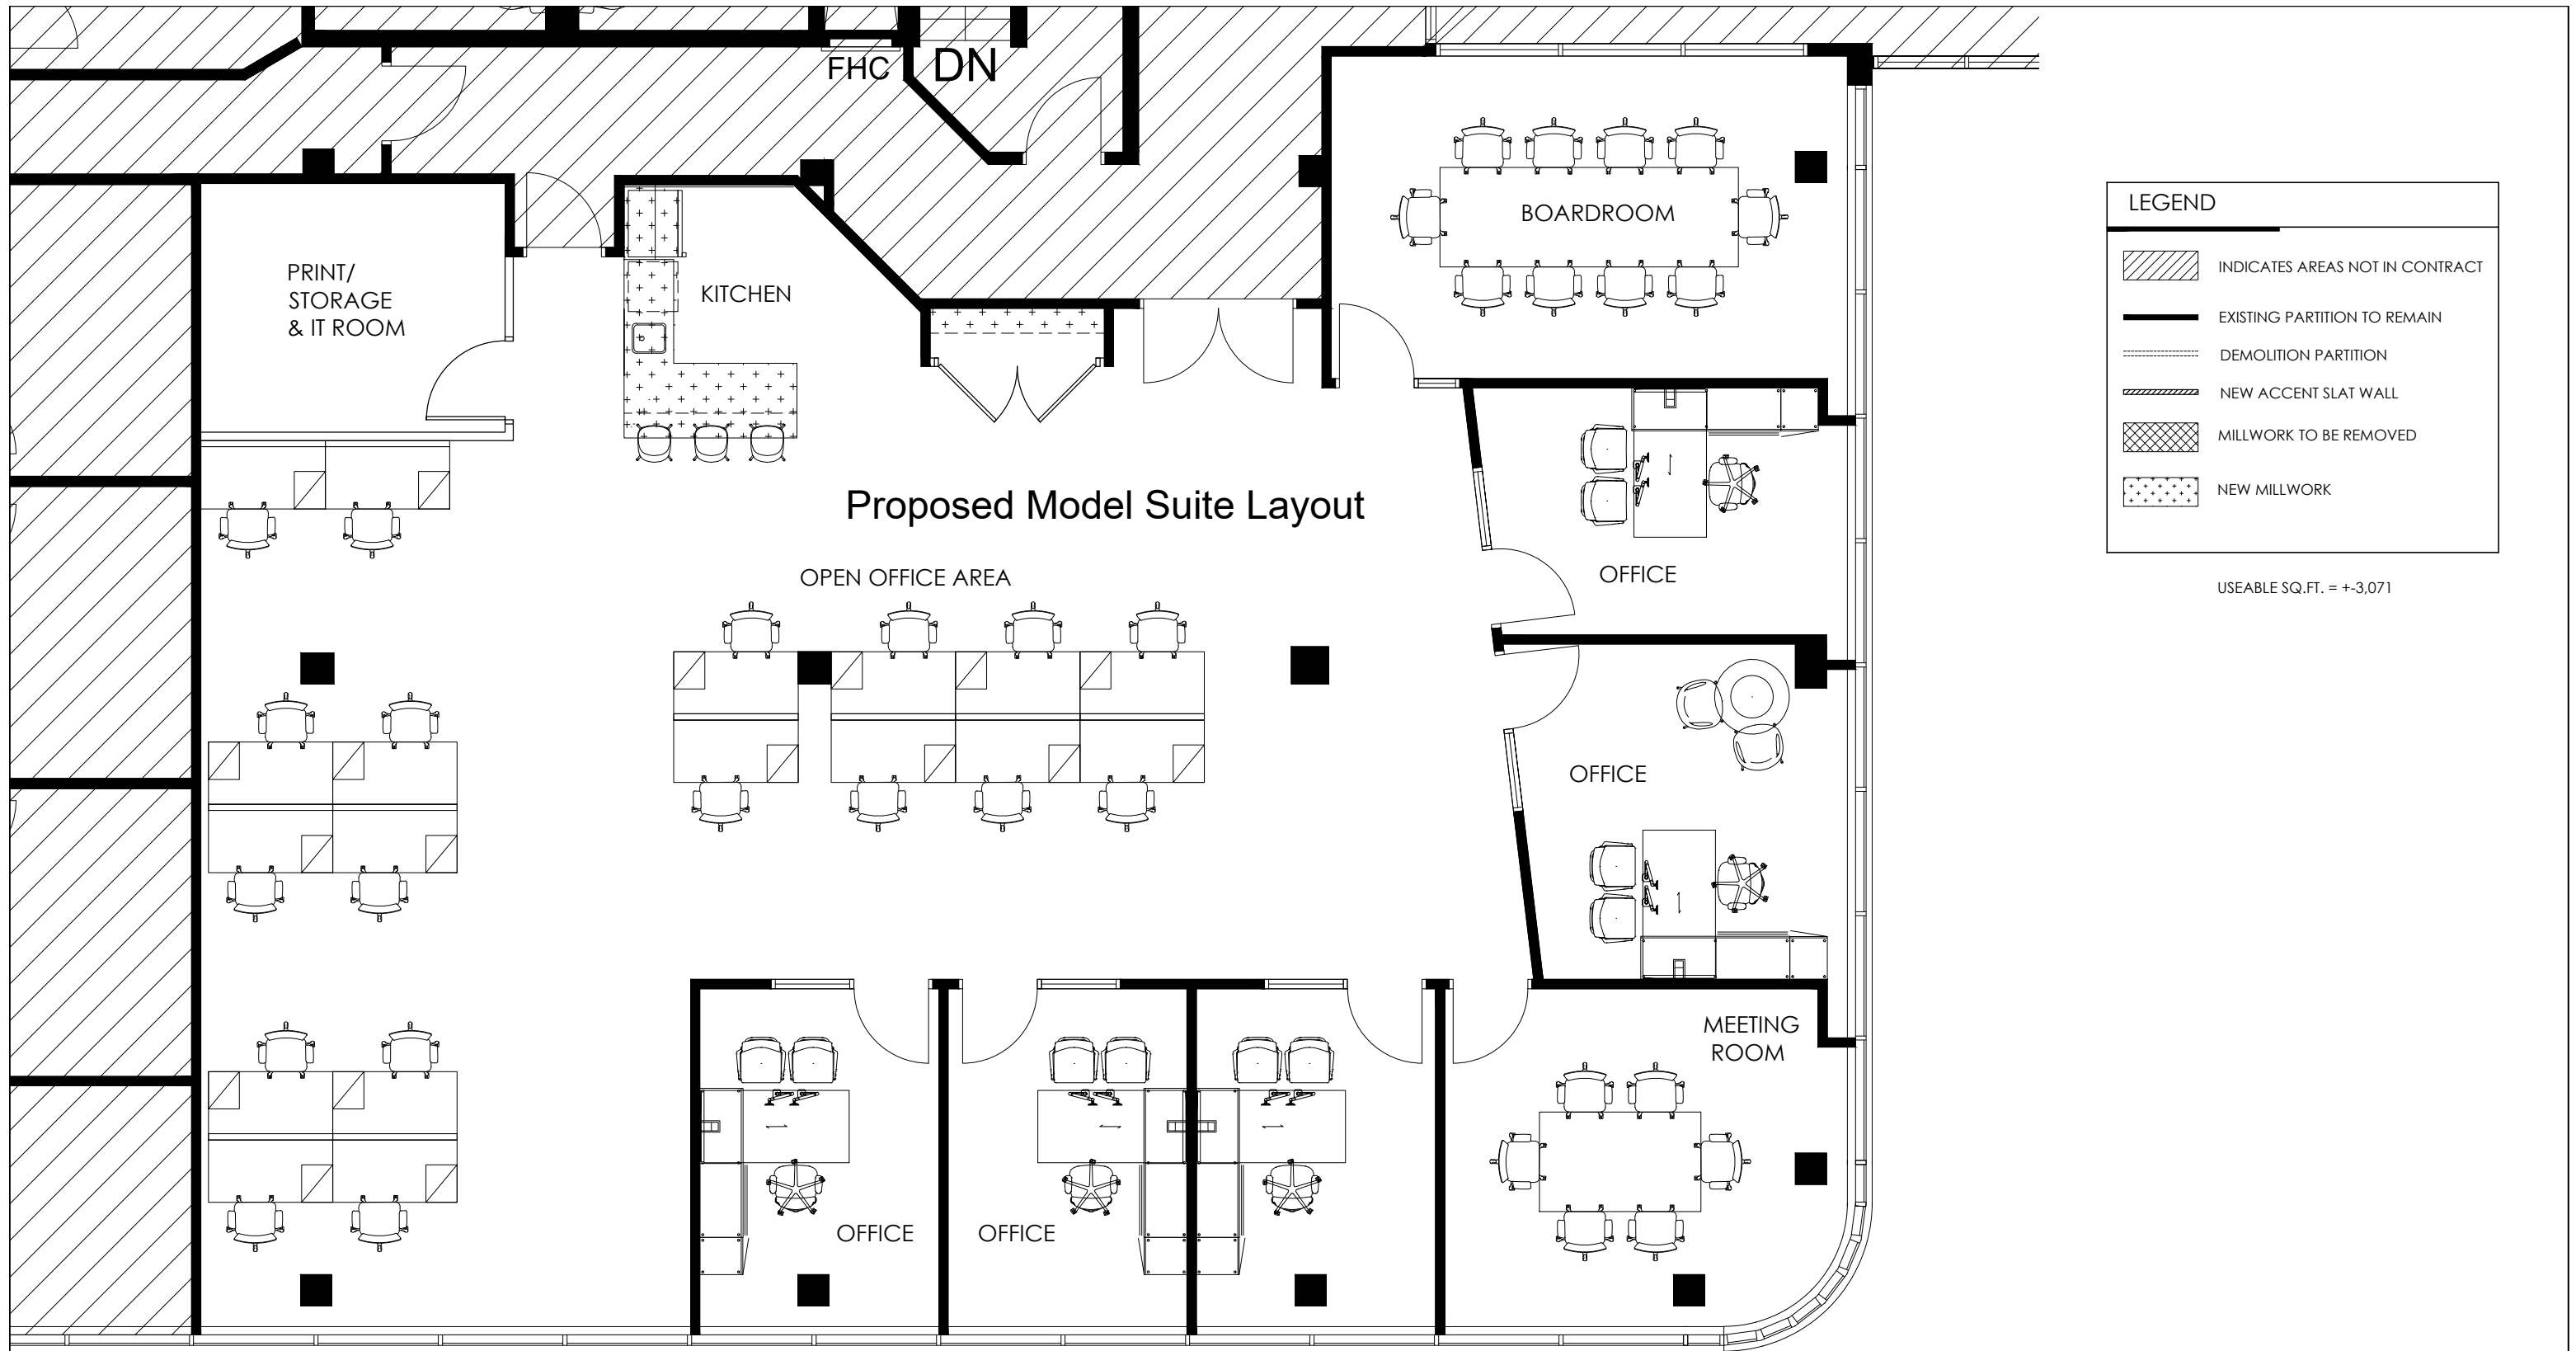 FHC
DN
BOARDROOM
PRINT/
STORAGE
& IT ROOM
KITCHEN
Proposed Model Suite Layout
OPEN OFFICE AREA
OFFICE
OFFICE
MEETING
ROOM
OFFICE
OFFICE
LEGEND
INDICATES AREAS NOT IN CONTRACT
EXISTING PARTITION TO REMAIN
DEMOLITION PARTITION
NEW ACCENT SLAT WALL
MILLWORK TO BE REMOVED
NEW MILLWORK
USEABLE SQ.FT. = +-3,071